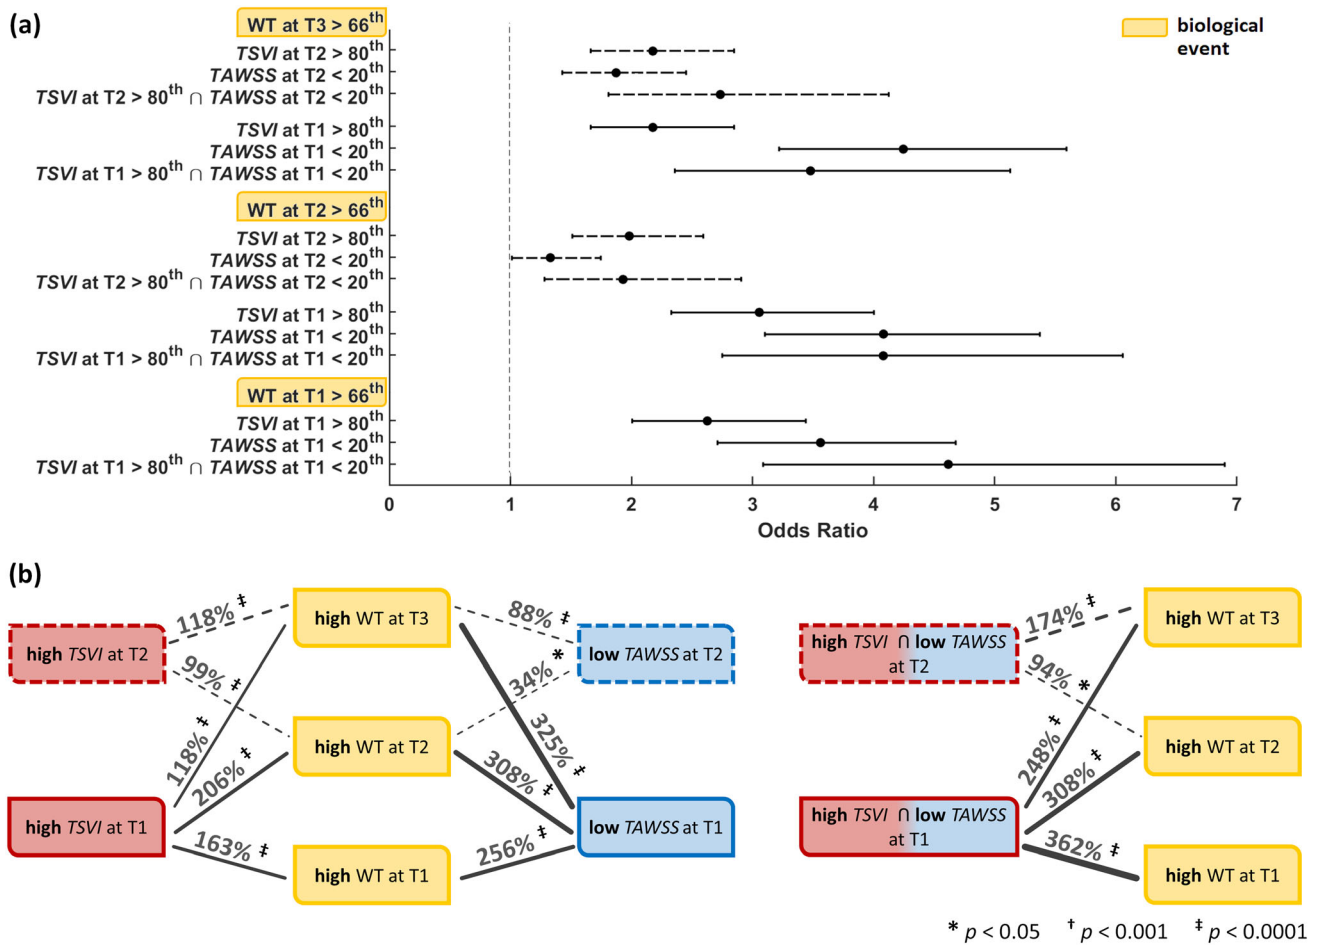 (a)
WT at T3 > 66th
biological
event
TSVI at T2 > 80th
TAWSS at T2 < 20th
TSVI at T2 > 80th ∩ TAWSS at T2 < 20th
TSVI at T1 > 80th
TAWSS at T1 < 20th
TSVI at T1 > 80th ∩ TAWSS at T1 < 20th
WT at T2 > 66th
TSVI at T2 > 80th
TAWSS at T2 < 20th
TSVI at T2 > 80th ∩ TAWSS at T2 < 20th
TSVI at T1 > 80th
TAWSS at T1 < 20th
TSVI at T1 > 80th ∩ TAWSS at T1 < 20th
WT at T1 > 66th
TSVI at T1 > 80th
TAWSS at T1 < 20th
TSVI at T1 > 80th ∩ TAWSS at T1 < 20th
0 1 2 3 4 5 6 7
Odds Ratio
(b)
high TSVI at T2
high TSVI at T1
118% ‡
99% ‡
118% ‡
206% ‡
163% ‡
high WT at T3
high WT at T2
high WT at T1
88% ‡
34% *
325% ‡
308% ‡
256% ‡
low TAWSS at T2
low TAWSS at T1
high TSVI ∩ low TAWSS
at T2
high TSVI ∩ low TAWSS
at T1
174% ‡
94% *
248% ‡
308% ‡
362% ‡
high WT at T3
high WT at T2
high WT at T1
* p < 0.05 † p < 0.001 ‡ p < 0.0001